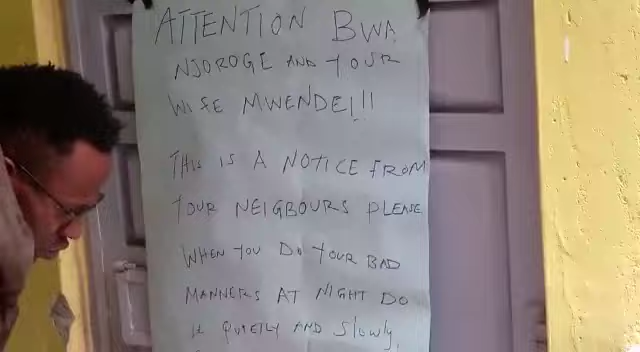 ATTENTION BWA
NJOROGE AND YOUR
WIFE MWENDE!!!
THIS IS A NOTICE FROM
YOUR NEIGBOURS PLEASE
WHEN YOU DO YOUR BAD
MANNERS AT NIGHT DO
It QUIETLY AND Slowly.